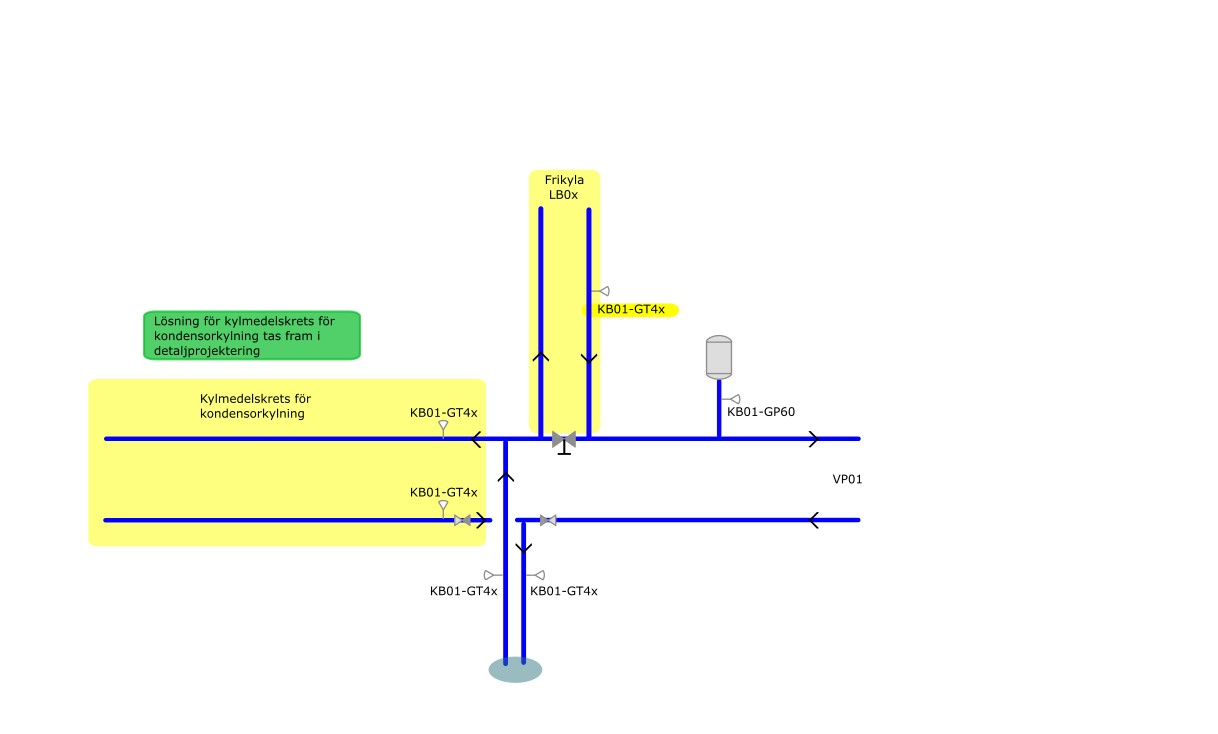 Frikyla
LB0x
KB01-GT4x
Lösning för kylmedelskrets för
kondensorkylning tas fram i
detaljprojektering
Kylmedelskrets för
kondensorkylning
KB01-GT4x
KB01-GP60
VP01
KB01-GT4x
KB01-GT4x
KB01-GT4x